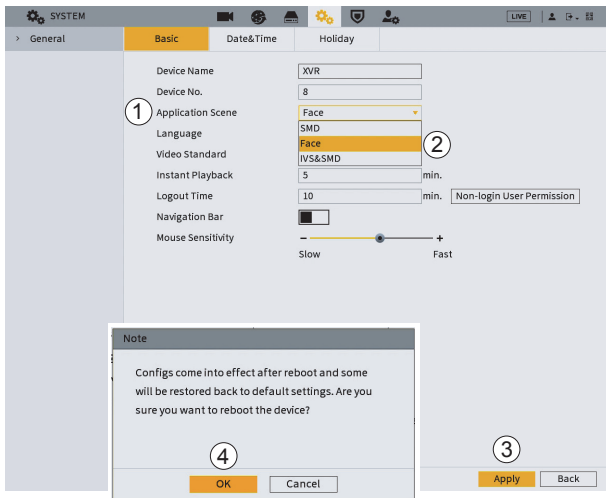 SYSTEM
LIVE
General
Basic Date&Time Holiday
Device Name XVR
Device No. 8
1 Application Scene Face
SMD
Language
Face 2
Video Standard
IVS&SMD
Instant Playback 5 min.
Logout Time 10 min. Non-login User Permission
Navigation Bar
Mouse Sensitivity - +
Slow Fast
Note
Configs come into effect after reboot and some
will be restored back to default settings. Are you
sure you want to reboot the device?
4
OK Cancel
3
Apply Back